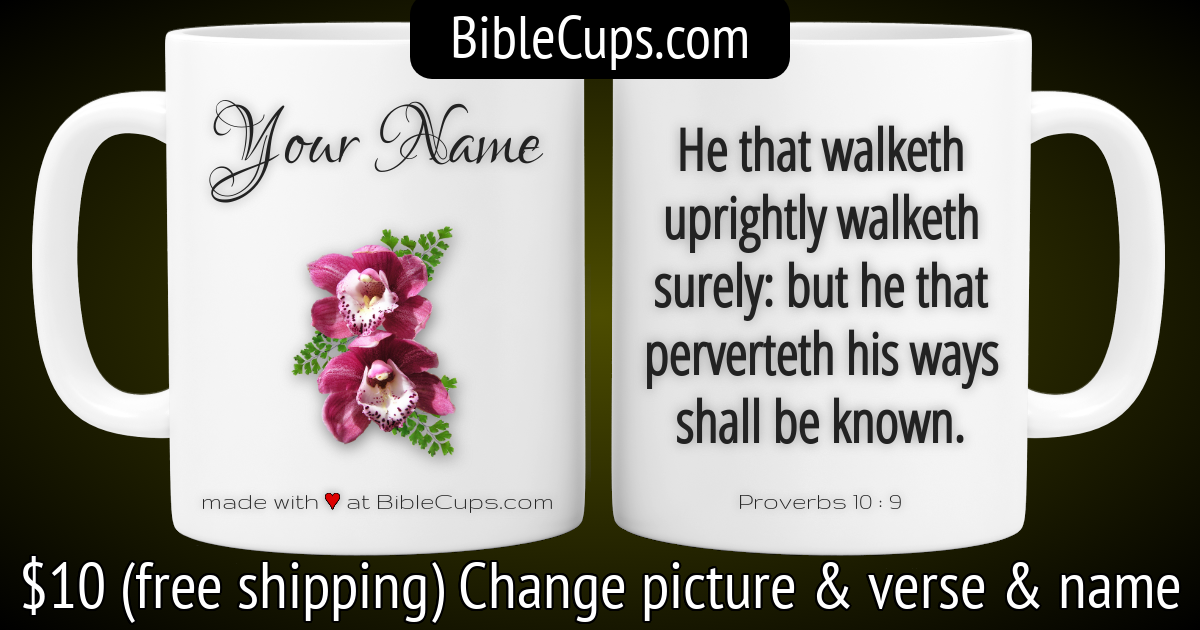 BibleCups.com
Your Name
made with ♥ at BibleCups.com
He that walketh
uprightly walketh
surely: but he that
perverteth his ways
shall be known.
Proverbs 10 : 9
$10 (free shipping) Change picture & verse & name